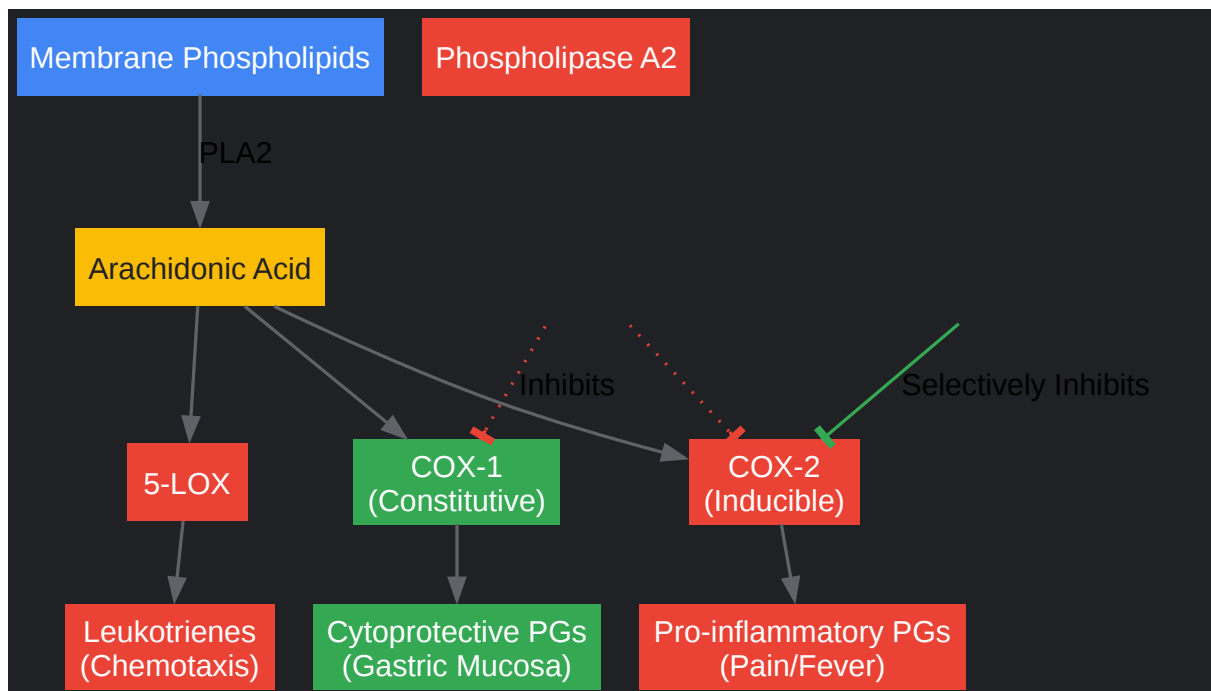 Membrane Phospholipids
Phospholipase A2
PLA2
Arachidonic Acid
Inhibits
Selectively Inhibits
5-LOX
COX-1
(Constitutive)
COX-2
(Inducible)
Leukotrienes
(Chemotaxis)
Cytoprotective PGs
(Gastric Mucosa)
Pro-inflammatory PGs
(Pain/Fever)